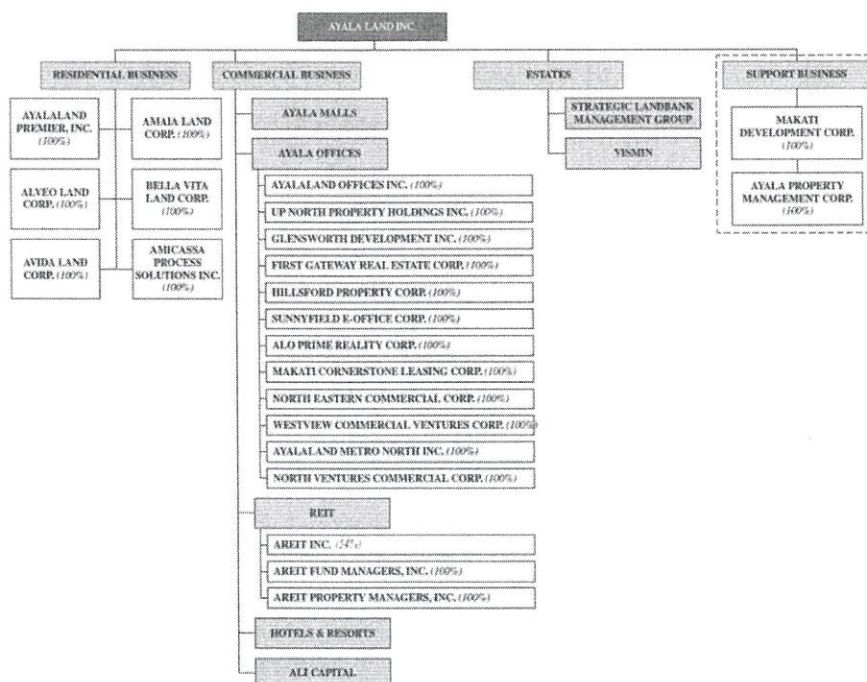 AYALA LAND INC.
RESIDENTIAL BUSINESS
COMMERCIAL BUSINESS
ESTATES
SUPPORT BUSINESS
AYALALAND
PREMIER, INC.
(100%)
AMAIA LAND
CORP. (100%)
ALVEO LAND
CORP. (100%)
BELLA VITA
LAND CORP.
(100%)
AVIDA LAND
CORP. (100%)
AMICASSA
PROCESS
SOLUTIONS INC.
(100%)
AYALA MALLS
AYALA OFFICES
AYALALAND OFFICES INC. (100%)
UP NORTH PROPERTY HOLDINGS INC. (100%)
GLENSWORTH DEVELOPMENT INC. (100%)
FIRST GATEWAY REAL ESTATE CORP. (100%)
HILLSFORD PROPERTY CORP. (100%)
SUNNYFIELD E-OFFICE CORP. (100%)
ALO PRIME REALITY CORP. (100%)
MAKATI CORNERSTONE LEASING CORP. (100%)
NORTH EASTERN COMMERCIAL CORP. (100%)
WESTVIEW COMMERCIAL VENTURES CORP. (100%)
AYALALAND METRO NORTH INC. (100%)
NORTH VENTURES COMMERCIAL CORP. (100%)
REIT
AREIT INC.
AREIT FUND MANAGERS, INC. (100%)
AREIT PROPERTY MANAGERS, INC. (100%)
HOTELS & RESORTS
ALI CAPITAL
STRATEGIC LANDBANK
MANAGEMENT GROUP
VISMIN
MAKATI
DEVELOPMENT CORP.
(100%)
AYALA PROPERTY
MANAGEMENT CORP.
(100%)